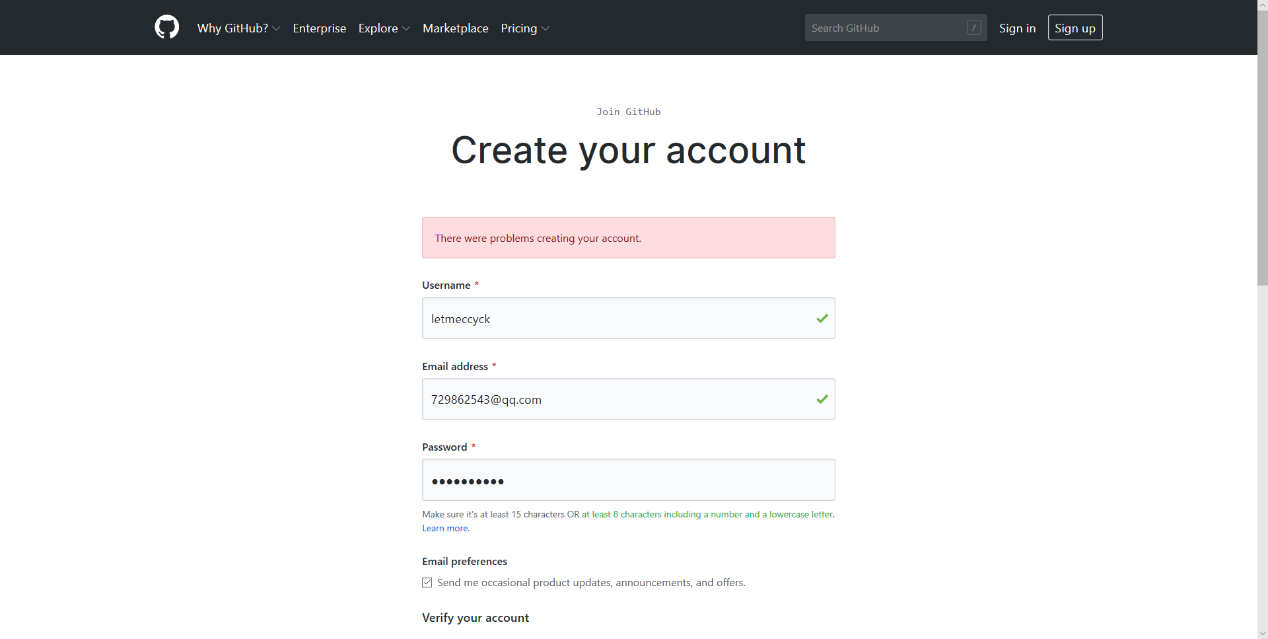 Why GitHub? Enterprise Explore Marketplace Pricing Search GitHub / Sign in Sign up
Join GitHub
Create your account
There were problems creating your account.
Username *
letmeccyck
Email address *
729862543@qq.com
Password *
••••••••••
Make sure it's at least 15 characters OR at least 8 characters including a number and a lowercase letter.
Learn more.
Email preferences
Send me occasional product updates, announcements, and offers.
Verify your account